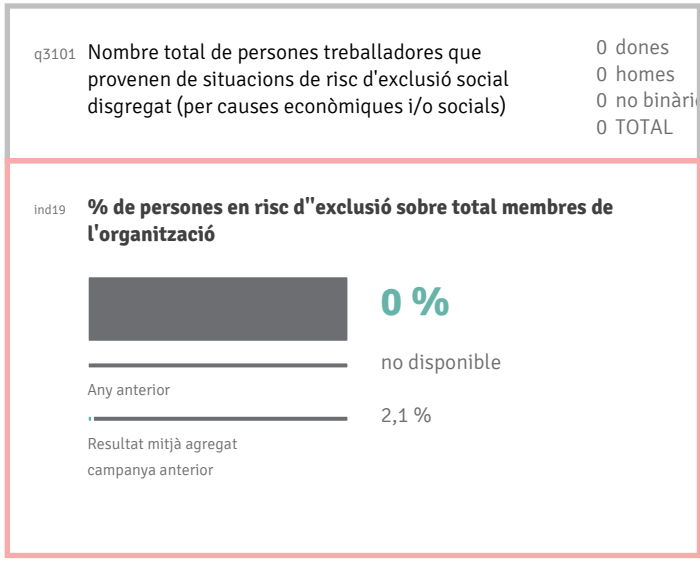 q3101 Nombre total de persones treballadores que
provenen de situacions de risc d'exclusió social
disgregat (per causes econòmiques i/o socials)
0 dones
0 homes
0 no binàri
0 TOTAL
ind19 % de persones en risc d''exclusió sobre total membres de
l'organització
0 %
no disponible
Any anterior
2,1 %
Resultat mitjà agregat
campanya anterior